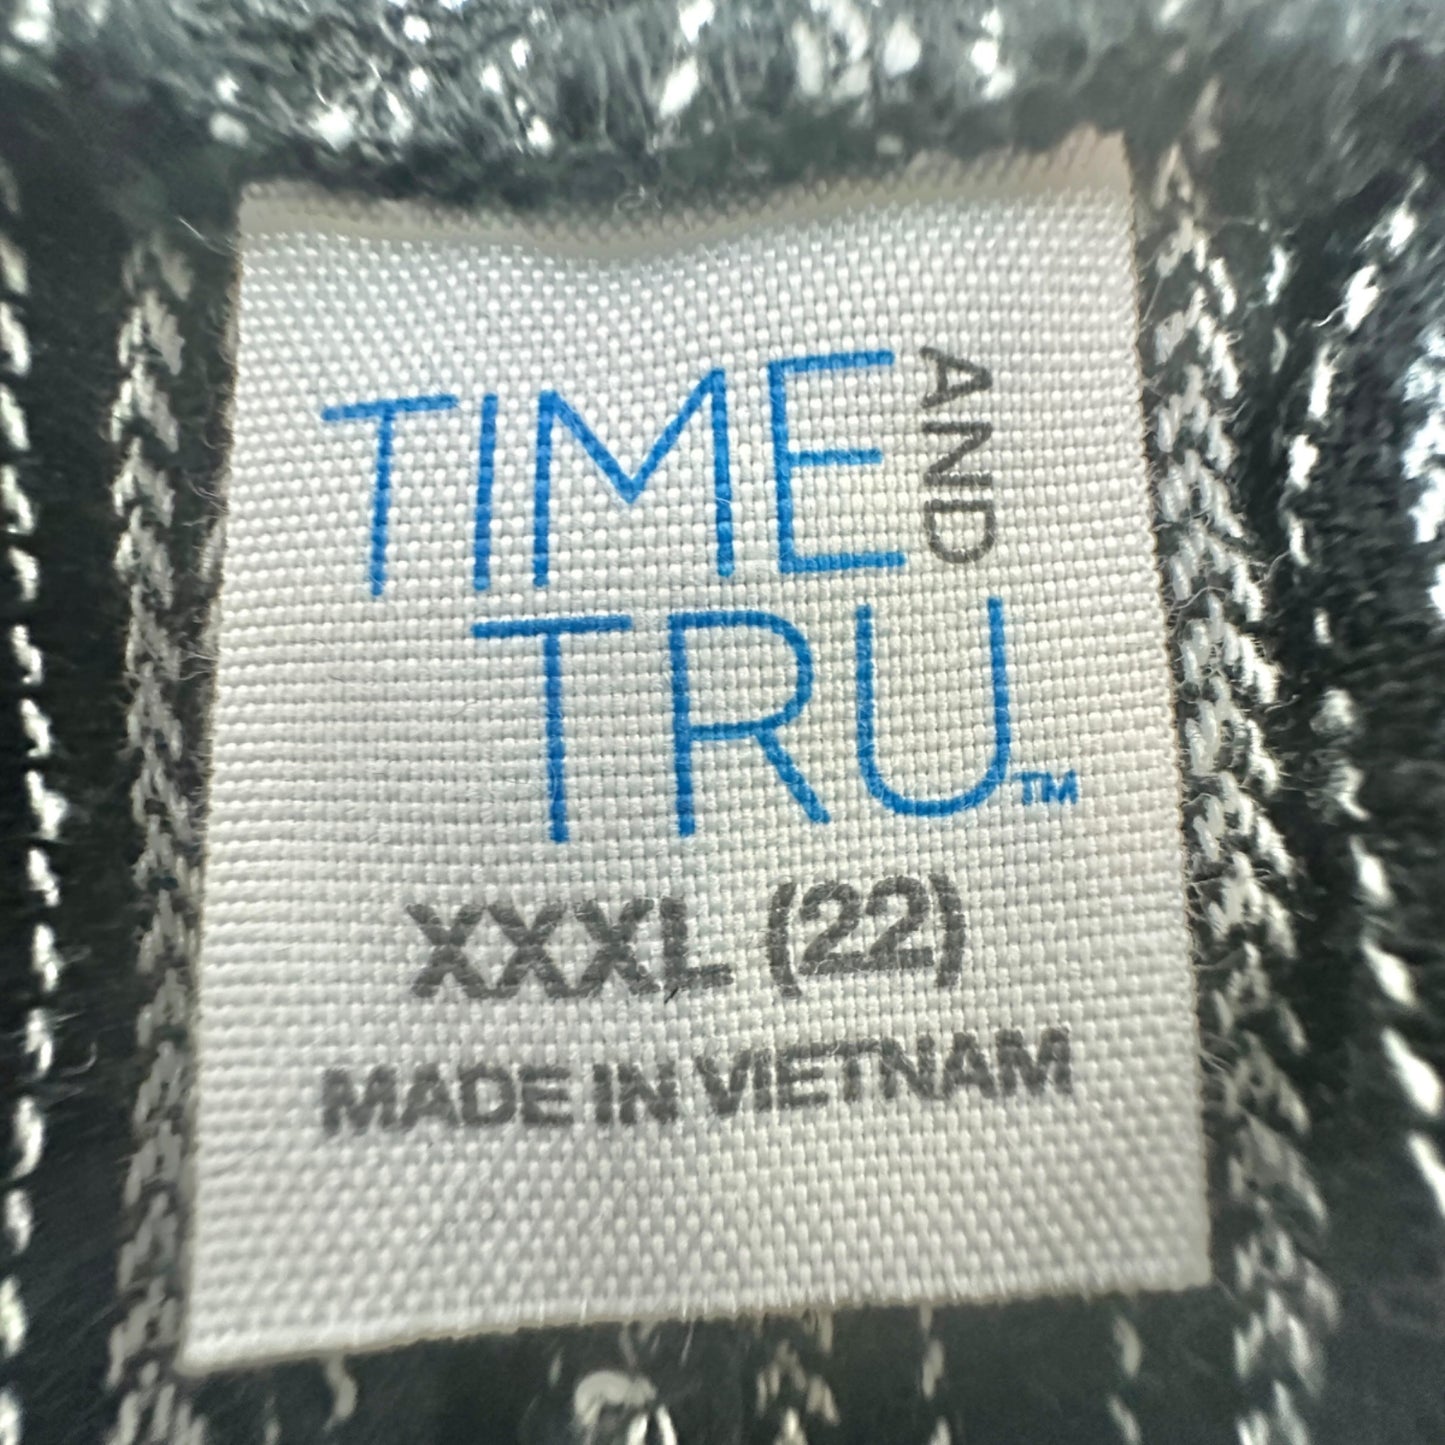 TIME AND
TRU™
XXXL (22)
MADE IN VIETNAM